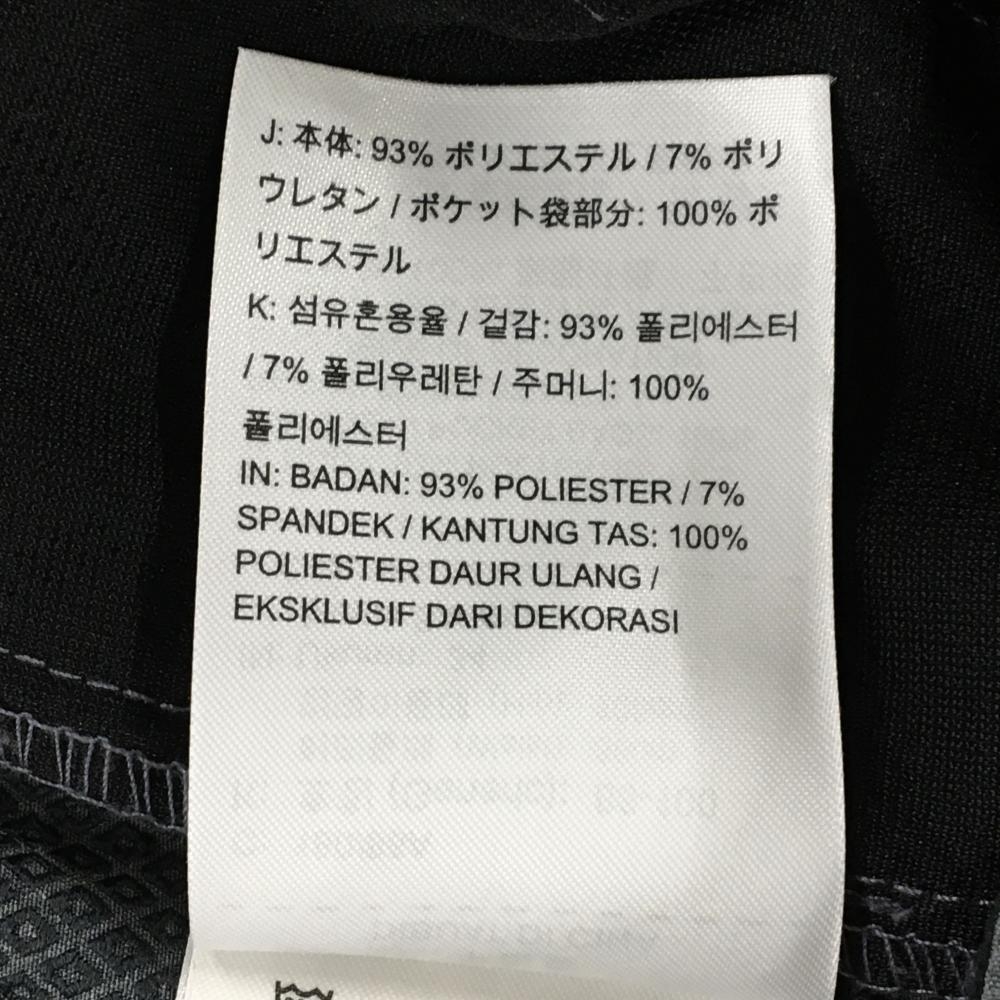 J: 本体: 93% ポリエステル / 7% ポリ
ウレタン / ポケット袋部分: 100% ポ
リエステル
K: 섬유혼용율 / 겉감: 93% 폴리에스터
/ 7% 폴리우레탄 / 주머니: 100%
폴리에스터
IN: BADAN: 93% POLIESTER / 7%
SPANDEK / KANTUNG TAS: 100%
POLIESTER DAUR ULANG /
EKSKLUSIF DARI DEKORASI